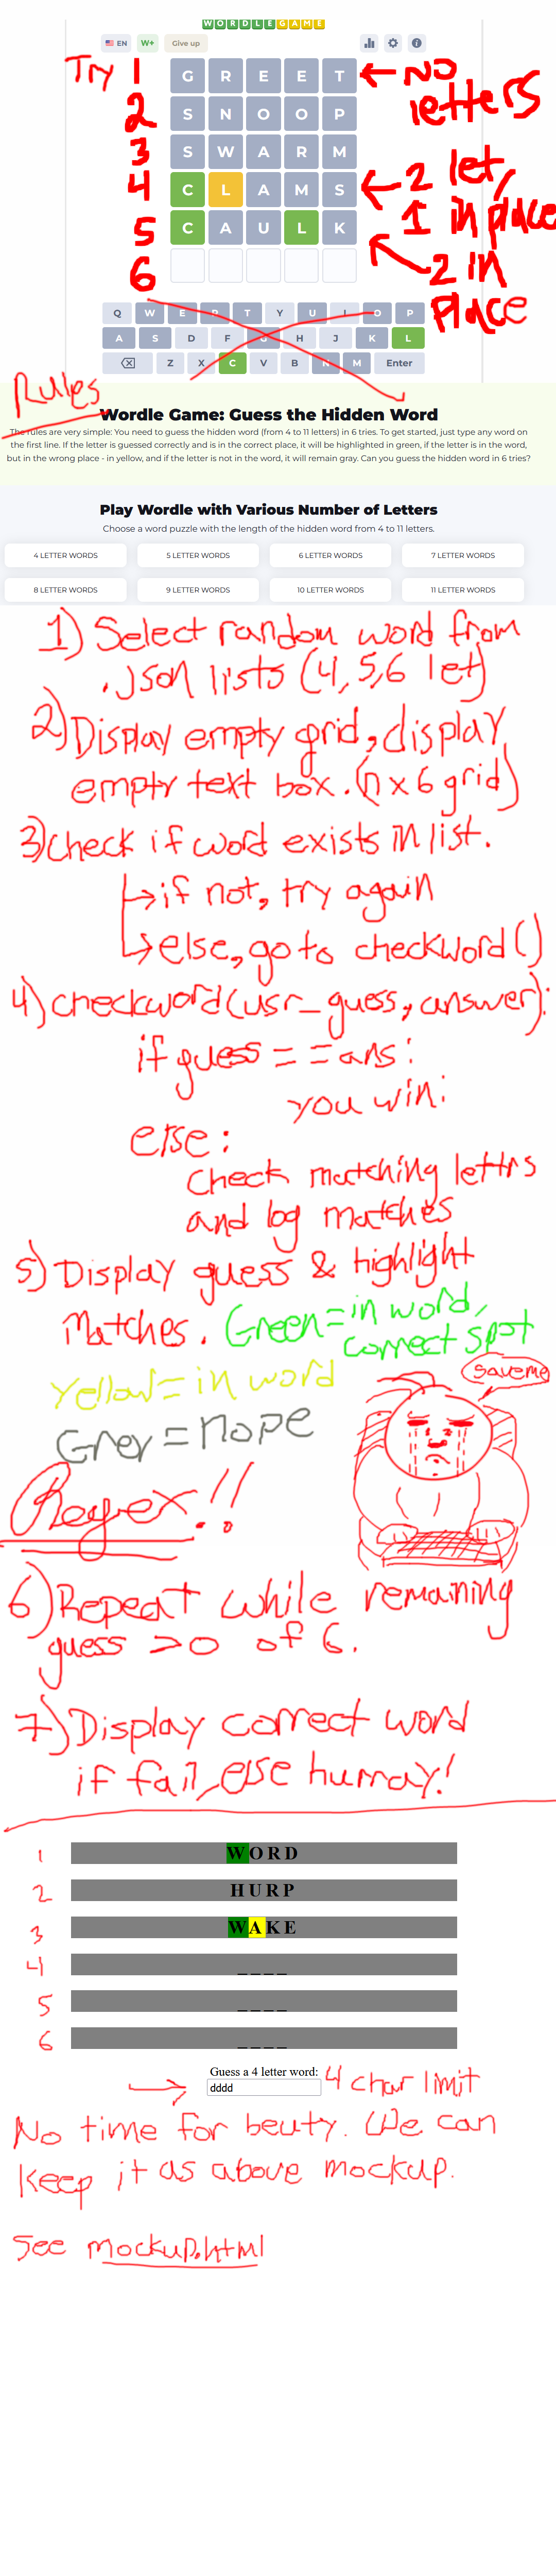 WORDLEGAME
EN W+ Give up
Try 1 GREET ← NO letters
2 SNOOP
3 SWARM
4 CLAMS ← 2 let, 1 in place
5 CAULK ← 2 in place
6
Q W E R T Y U I O P
A S D F G H J K L
Z X C V B N M Enter
Rules
Wordle Game: Guess the Hidden Word
The rules are very simple: You need to guess the hidden word (from 4 to 11 letters) in 6 tries. To get started, just type any word on
the first line. If the letter is guessed correctly and is in the correct place, it will be highlighted in green, if the letter is in the word,
but in the wrong place - in yellow, and if the letter is not in the word, it will remain gray. Can you guess the hidden word in 6 tries?
Play Wordle with Various Number of Letters
Choose a word puzzle with the length of the hidden word from 4 to 11 letters.
4 LETTER WORDS 5 LETTER WORDS 6 LETTER WORDS 7 LETTER WORDS
8 LETTER WORDS 9 LETTER WORDS 10 LETTER WORDS 11 LETTER WORDS
1) Select random word from
.json lists (4,5,6 let)
2) Display empty grid, display
empty text box. (n x 6 grid)
3) check if word exists in list.
↳ if not, try again
↳ else, go to checkword()
4) checkword(usr_guess, answer):
if guess == ans:
you win!
else:
check matching lettrs
and log matches
5) Display guess & highlight
matches. Green = in word,
correct spot
Yellow = in word
Grey = nope
save me
Regex!!
6) Repeat while remaining
guess > 0 of 6.
7) Display correct word
if fail, else hurray!
1 WORD
2 HURP
3 WAKE
4 _ _ _ _
5 _ _ _ _
6 _ _ _ _
Guess a 4 letter word:
→ dddd 4 char limit
No time for beuty. We can
keep it as above mockup.
See mockup.html